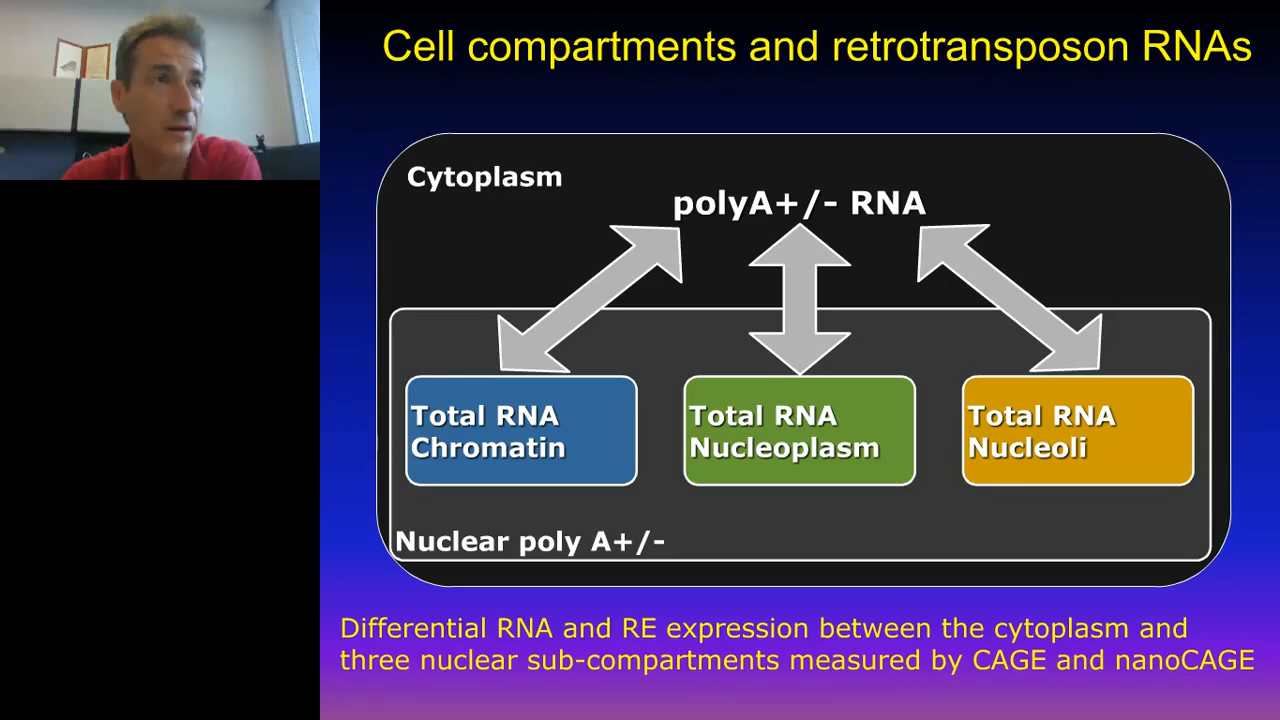 Cell compartments and retrotransposon RNAs
Cytoplasm
polyA+/- RNA
Total RNA
Chromatin
Total RNA
Nucleoplasm
Total RNA
Nucleoli
Nuclear poly A+/-
Differential RNA and RE expression between the cytoplasm and
three nuclear sub-compartments measured by CAGE and nanoCAGE